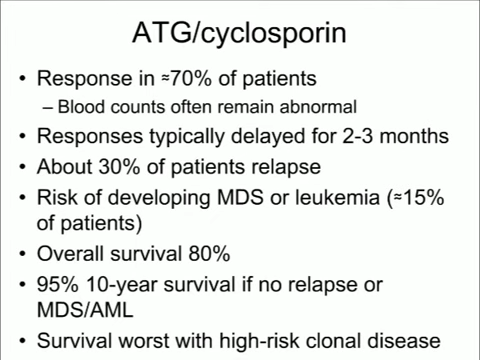 ATG/cyclosporin
• Response in ≈70% of patients
– Blood counts often remain abnormal
• Responses typically delayed for 2-3 months
• About 30% of patients relapse
• Risk of developing MDS or leukemia (≈15%
of patients)
• Overall survival 80%
• 95% 10-year survival if no relapse or
MDS/AML
• Survival worst with high-risk clonal disease